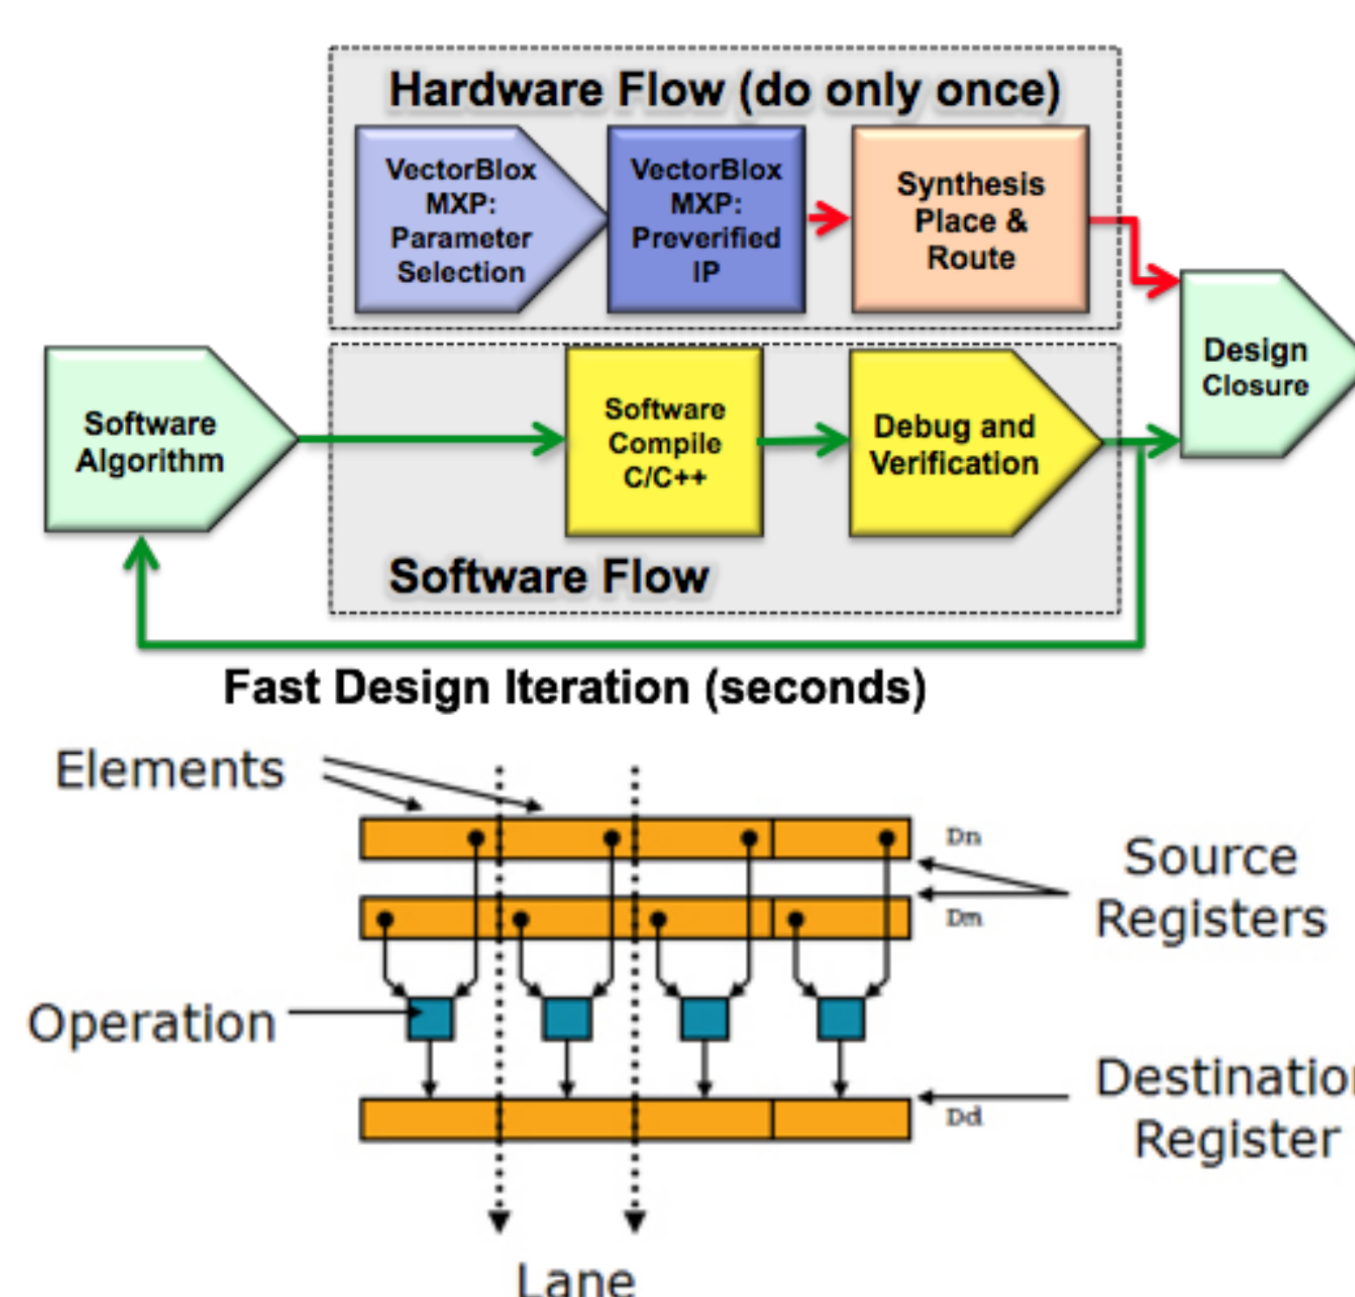 Hardware Flow (do only once)
VectorBlox
MXP:
Parameter
Selection
VectorBlox
MXP:
Preverified
IP
Synthesis
Place &
Route
Design
Closure
Software
Algorithm
Software
Compile
C/C++
Debug and
Verification
Software Flow
Fast Design Iteration (seconds)
Elements
Dn
Source
Registers
Dm
Operation
Destination
Register
Dd
Lane